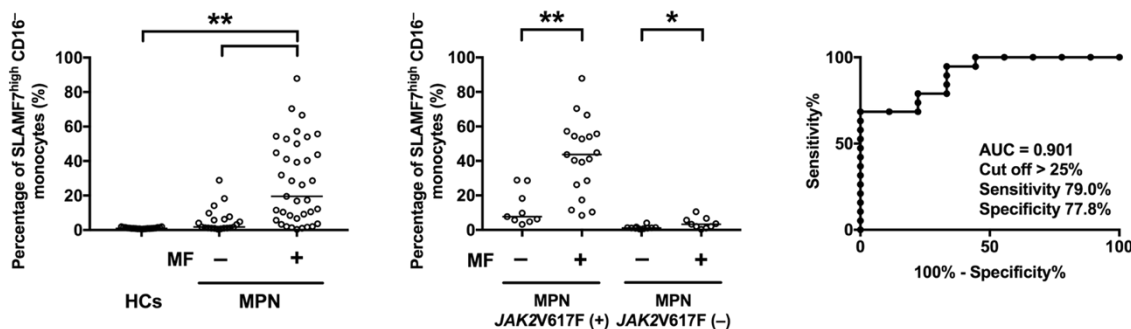 **
Percentage of SLAMF7high CD16–
monocytes (%)
100
80
60
40
20
0
MF – +
HCs MPN
** *
Percentage of SLAMF7high CD16–
monocytes (%)
100
80
60
40
20
0
MF – + – +
MPN MPN
JAK2V617F (+) JAK2V617F (–)
Sensitivity%
100
50
0
AUC = 0.901
Cut off > 25%
Sensitivity 79.0%
Specificity 77.8%
0 50 100
100% - Specificity%